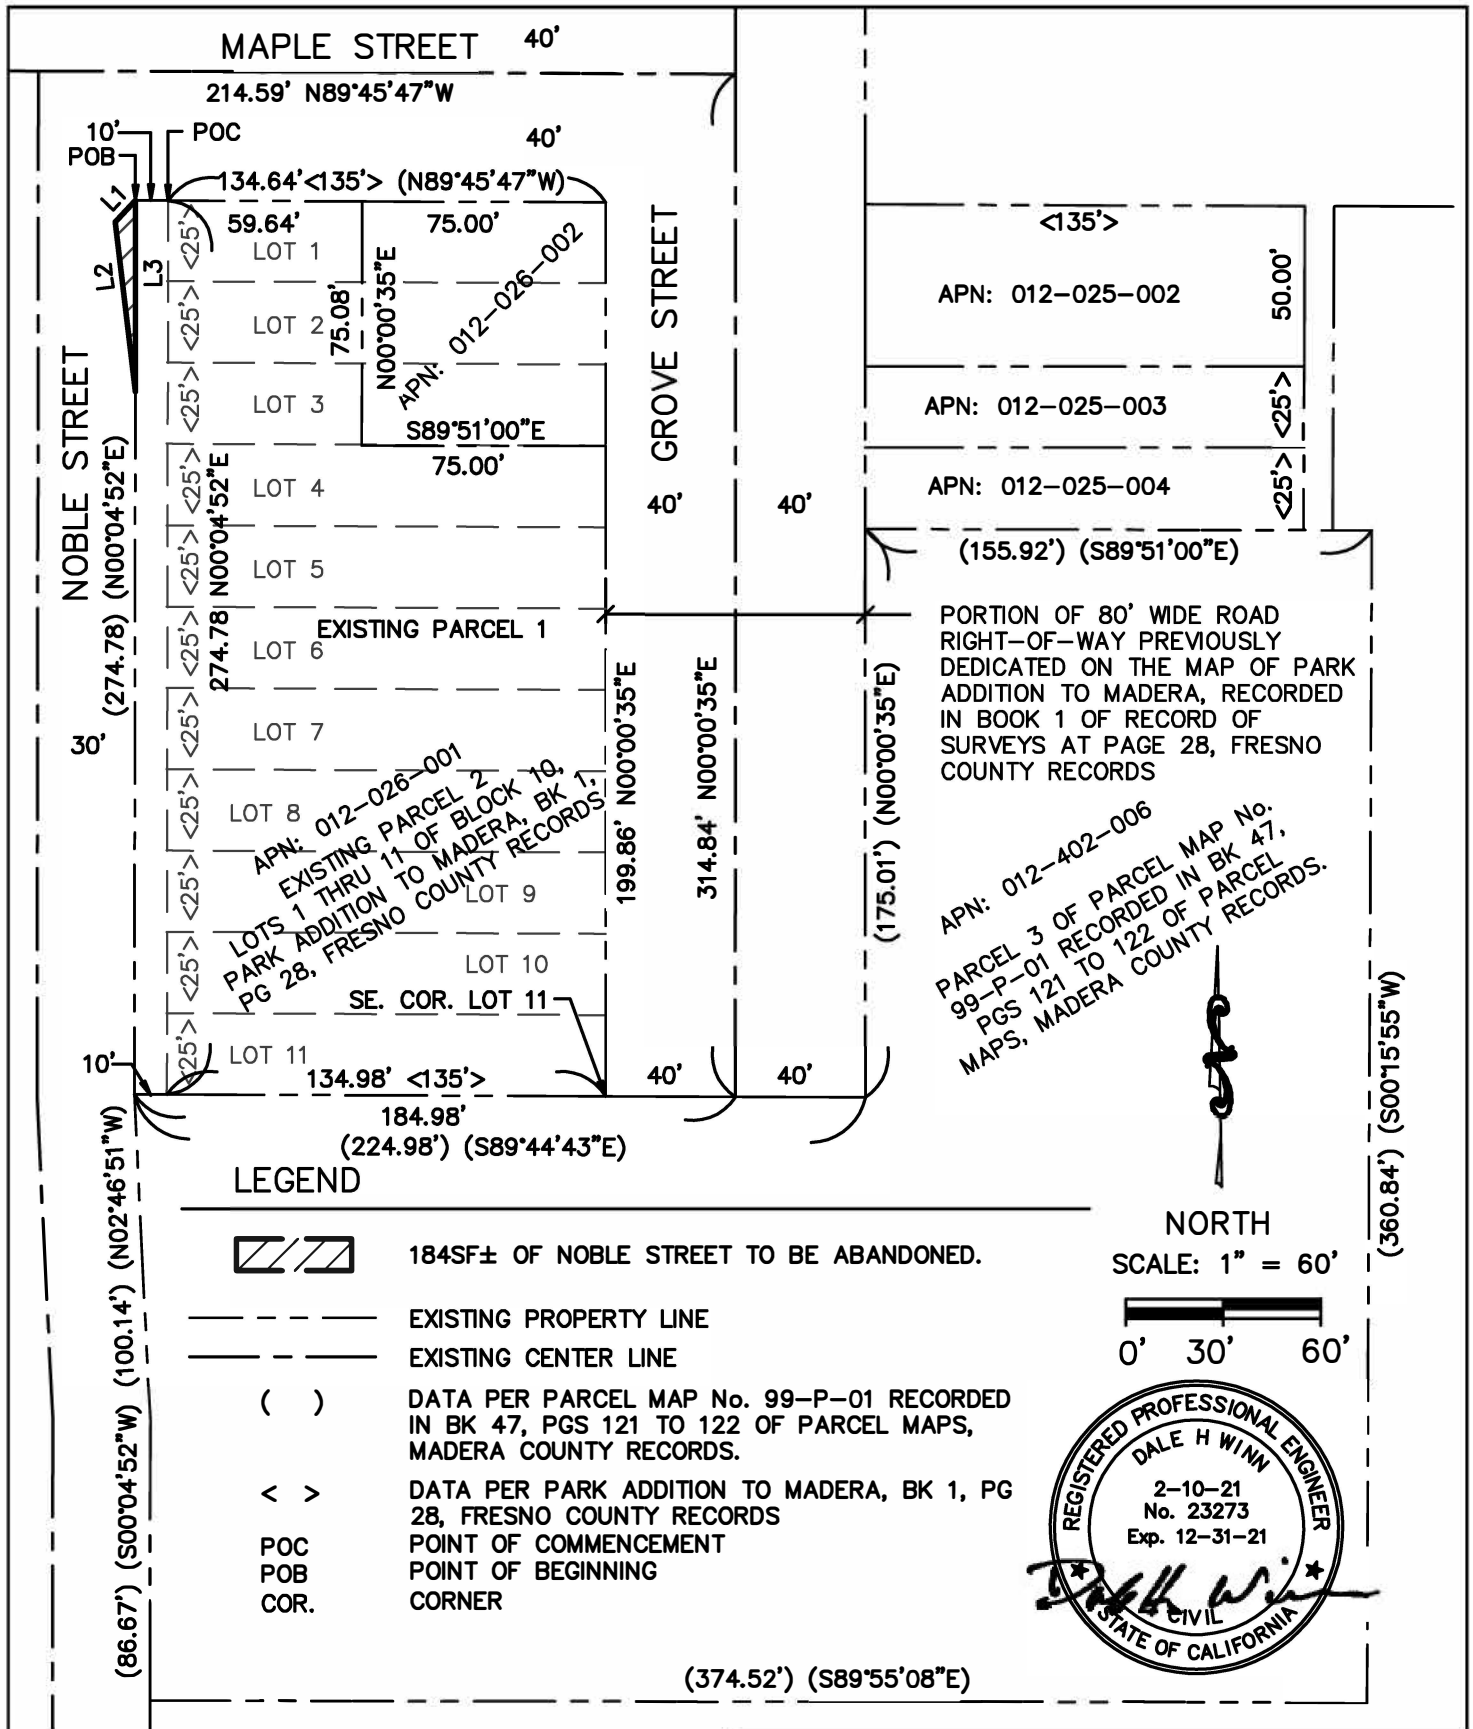 MAPLE STREET 40'
214.59' N89°45'47"W
10'
POC
POB
40'
134.64'<135'> (N89°45'47"W)
L1
L2
L3
59.64'
75.00'
<25'>
LOT 1
<25'>
LOT 2
<25'>
LOT 3
75.08'
N00°00'35"E
APN: 012-026-002
S89°51'00"E
75.00'
<25'>
LOT 4
<25'>
LOT 5
EXISTING PARCEL 1
<25'>
LOT 6
<25'>
LOT 7
<25'>
LOT 8
<25'>
LOT 9
<25'>
LOT 10
<25'>
LOT 11
NOBLE STREET
(274.78) (N00°04'52"E)
274.78 N00°04'52"E
30'
APN: 012-026-001
EXISTING PARCEL 2
LOTS 1 THRU 11 OF BLOCK 10,
PARK ADDITION TO MADERA, BK 1,
PG 28, FRESNO COUNTY RECORDS
SE. COR. LOT 11
10'
134.98' <135'>
184.98'
(224.98') (S89°44'43"E)
40'
40'
GROVE STREET
40'
40'
199.86' N00°00'35"E
314.84' N00°00'35"E
(175.01') (N00°00'35"E)
<135'>
APN: 012-025-002
50.00'
APN: 012-025-003
<25'>
APN: 012-025-004
<25'>
(155.92') (S89°51'00"E)
PORTION OF 80' WIDE ROAD
RIGHT-OF-WAY PREVIOUSLY
DEDICATED ON THE MAP OF PARK
ADDITION TO MADERA, RECORDED
IN BOOK 1 OF RECORD OF
SURVEYS AT PAGE 28, FRESNO
COUNTY RECORDS
APN: 012-402-006
PARCEL 3 OF PARCEL MAP No.
99-P-01 RECORDED IN BK 47,
PGS 121 TO 122 OF PARCEL
MAPS, MADERA COUNTY RECORDS.
(360.84') (S00°15'55"W)
NORTH
SCALE: 1" = 60'
0' 30' 60'
LEGEND
184SF± OF NOBLE STREET TO BE ABANDONED.
EXISTING PROPERTY LINE
EXISTING CENTER LINE
( ) DATA PER PARCEL MAP No. 99-P-01 RECORDED
IN BK 47, PGS 121 TO 122 OF PARCEL MAPS,
MADERA COUNTY RECORDS.
< > DATA PER PARK ADDITION TO MADERA, BK 1, PG
28, FRESNO COUNTY RECORDS
POC POINT OF COMMENCEMENT
POB POINT OF BEGINNING
COR. CORNER
(86.67') (S00°04'52"W) (100.14') (N02°46'51"W)
REGISTERED PROFESSIONAL ENGINEER
DALE H WINN
2-10-21
No. 23273
Exp. 12-31-21
CIVIL
STATE OF CALIFORNIA
(374.52') (S89°55'08"E)